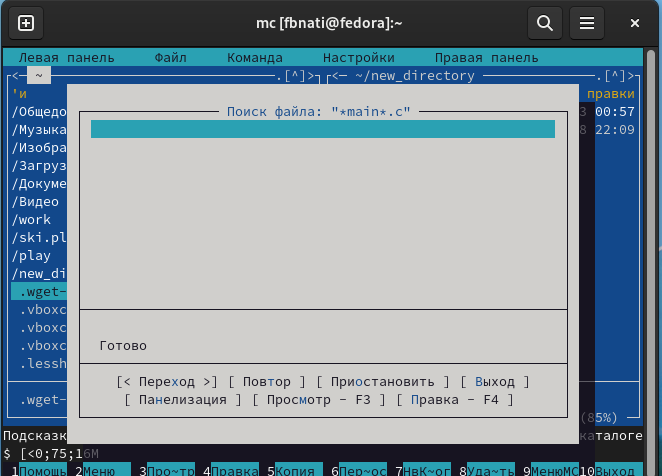 mc [fbnati@fedora]:~
Левая панель Файл Команда Настройки Правая панель
<─ ~ .[^]> <─ ~/new_directory .[^]>
'и правки
/Общедо 3 00:57
/Музыка 8 22:09
/Изобра
/Загруз
/Докуме
/Видео
/work
/ski.pl
/play
/new_di
.wget-
.vboxc
.vboxc
.vboxc
.lessh
Поиск файла: "*main*.c"
Готово
[< Переход >] [ Повтор ] [ Приостановить ] [ Выход ]
[ Панелизация ] [ Просмотр - F3 ] [ Правка - F4 ]
.wget-
(85%)
Подсказк каталоге
$ [<0;75;16M
1Помощь 2Меню 3Про~тр 4Правка 5Копия 6Пер~ос 7НвК~ог 8Уда~ть 9МенюMC 10Выход